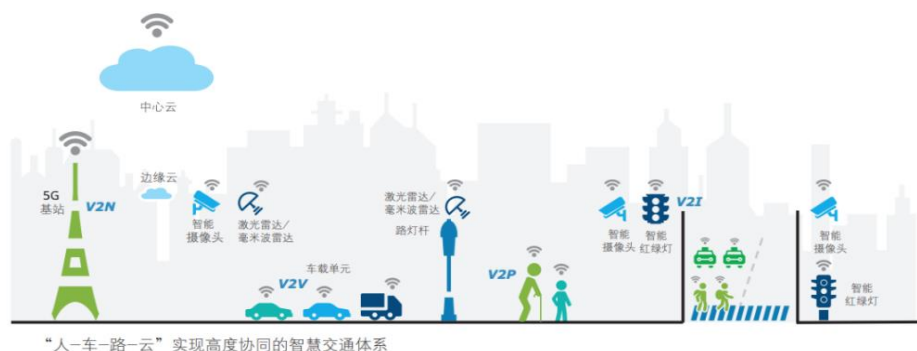 中心云
边缘云
5G
基站
V2N
智能
摄像头
激光雷达/
毫米波雷达
车载单元
V2V
激光雷达/
毫米波雷达
路灯杆
V2P
智能
摄像头
智能
红绿灯
V2I
智能
摄像头
智能
红绿灯
“人-车-路-云”实现高度协同的智慧交通体系